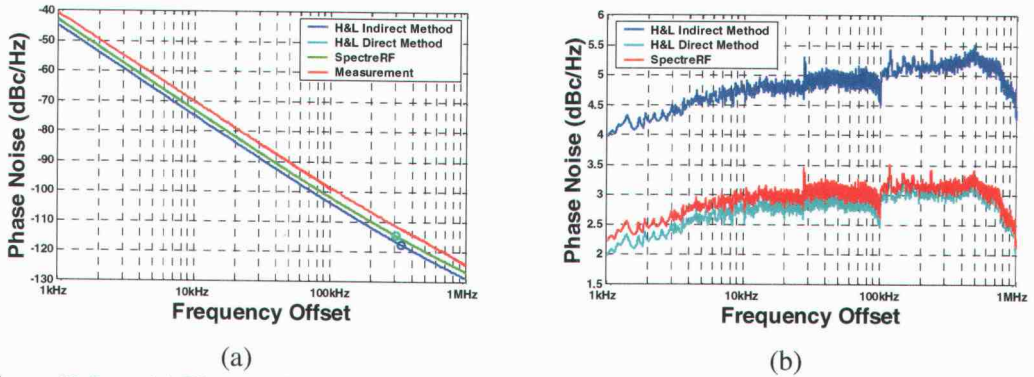 -40
-50
-60
-70
-80
-90
-100
-110
-120
-130
Phase Noise (dBc/Hz)
H&L Indirect Method
H&L Direct Method
SpectreRF
Measurement
1kHz 10kHz 100kHz 1MHz
Frequency Offset
(a)
6
5.5
5
4.5
4
3.5
3
2.5
2
1.5
Phase Noise (dBc/Hz)
H&L Indirect Method
H&L Direct Method
SpectreRF
1kHz 10kHz 100kHz 1MHz
Frequency Offset
(b)